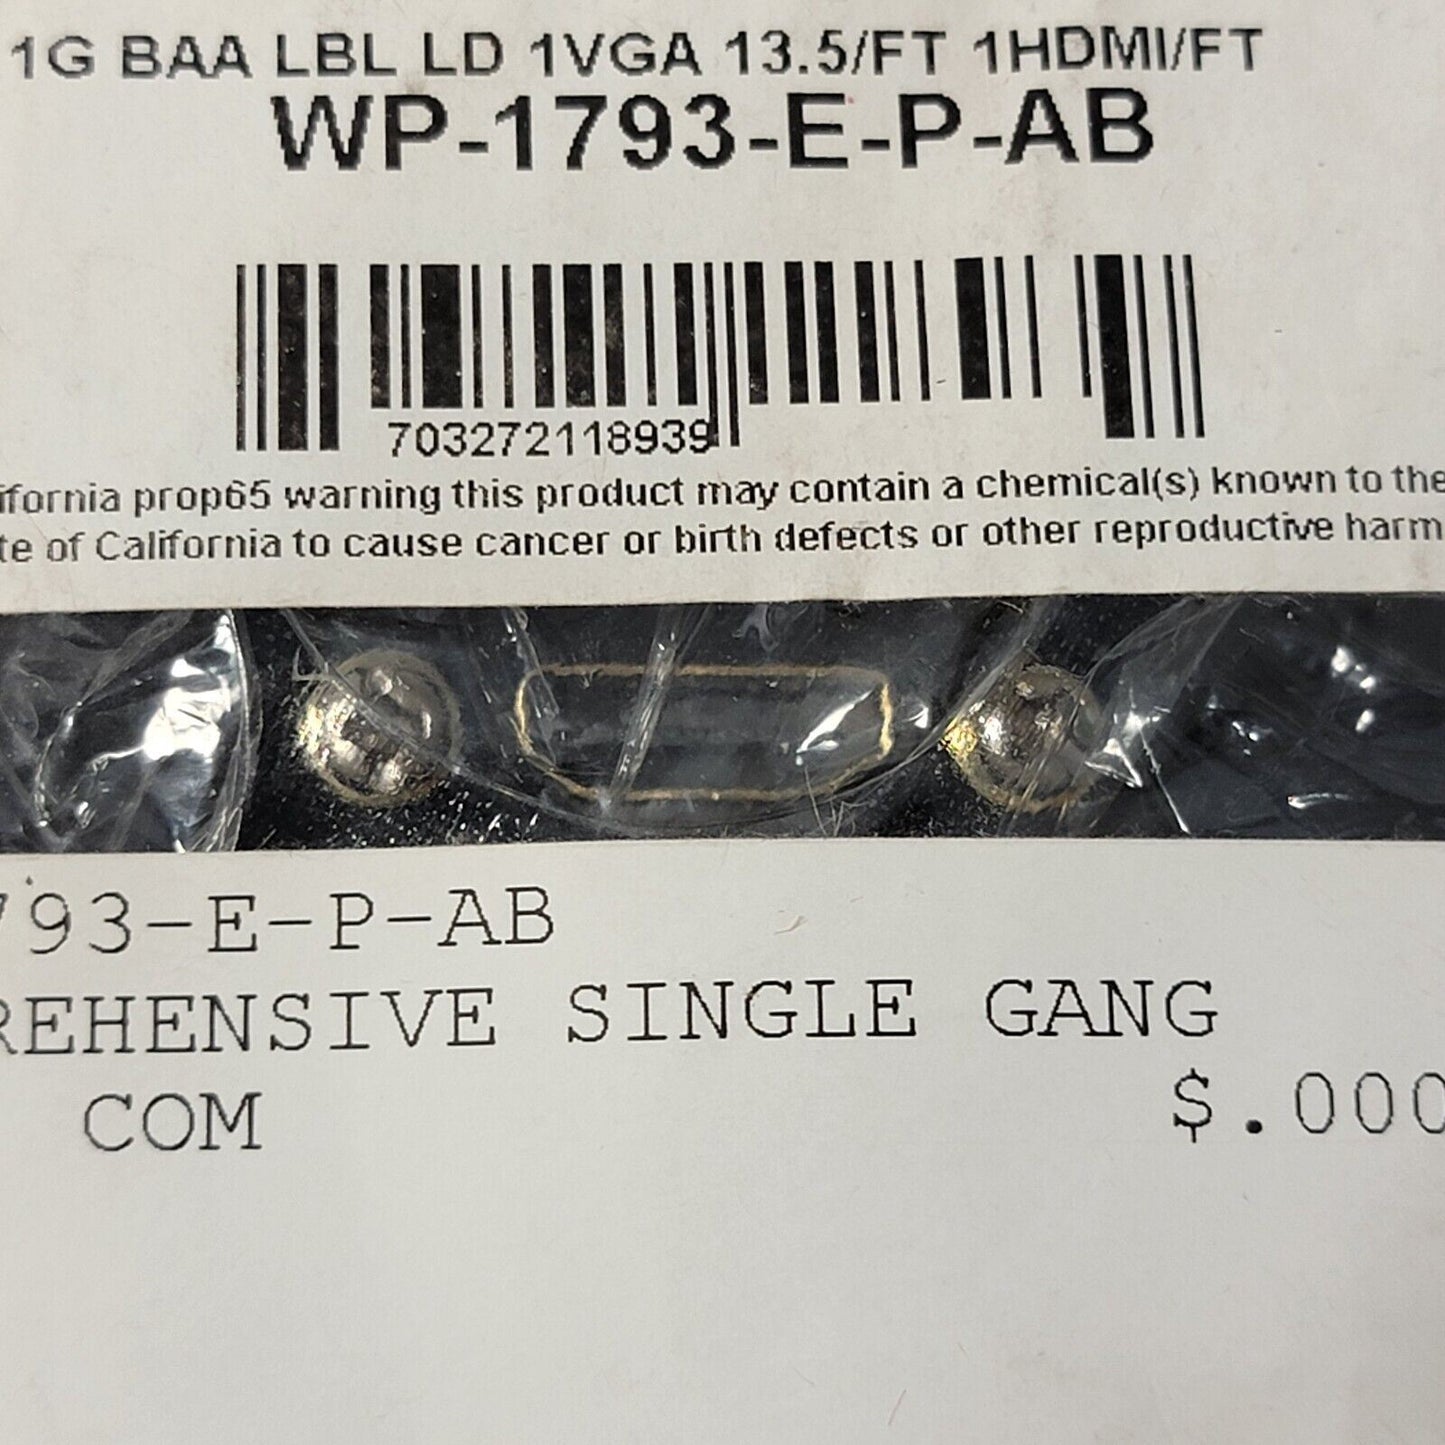 1G BAA LBL LD 1VGA 13.5/FT 1HDMI/FT
WP-1793-E-P-AB
703272118939
ifornia prop65 warning this product may contain a chemical(s) known to the
te of California to cause cancer or birth defects or other reproductive harm
793-E-P-AB
REHENSIVE SINGLE GANG
COM $.000